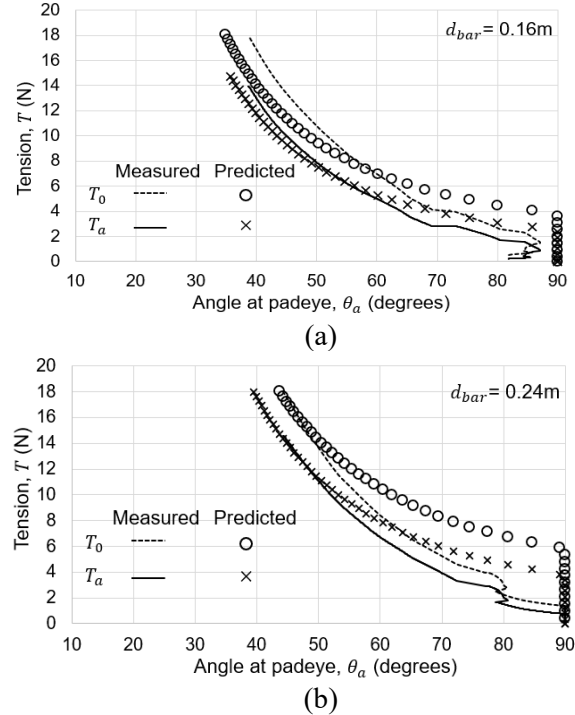 20
18
16
14
12
10
8
6
4
2
0
Tension, T (N)
d_bar = 0.16m
Measured Predicted
T_0
T_a
10 20 30 40 50 60 70 80 90
Angle at padeye, θ_a (degrees)
(a)
20
18
16
14
12
10
8
6
4
2
0
Tension, T (N)
d_bar = 0.24m
Measured Predicted
T_0
T_a
10 20 30 40 50 60 70 80 90
Angle at padeye, θ_a (degrees)
(b)